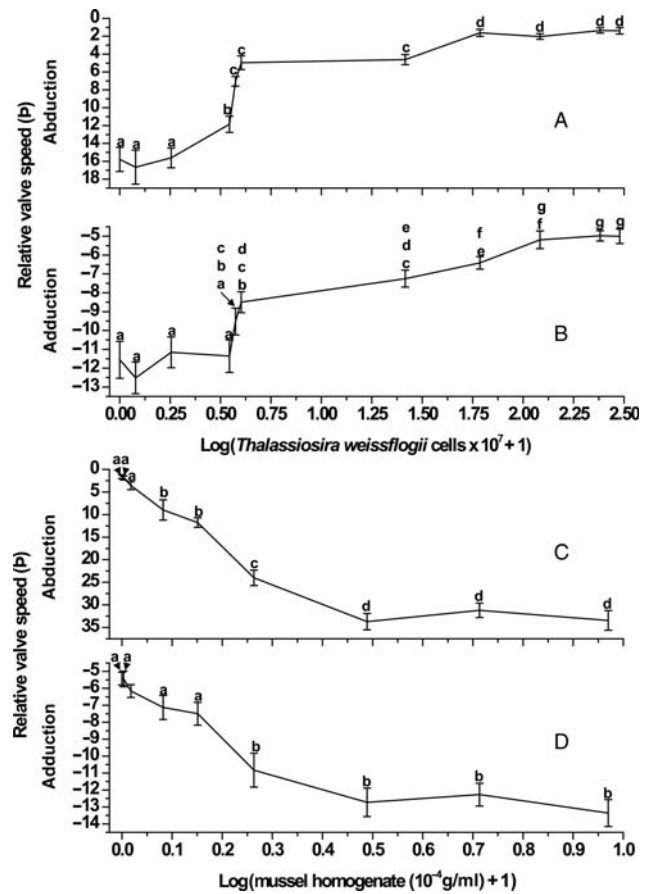 0
2
4
6
8
10
12
14
16
18
Abduction
a
a
a
b
c
c
c
d
d
d
d
A
Relative valve speed (Þ)
−5
−6
−7
−8
−9
−10
−11
−12
−13
Adduction
a
a
a
a
c
b
a
d
c
b
e
d
c
f
e
g
f
g
g
B
0.00 0.25 0.50 0.75 1.00 1.25 1.50 1.75 2.00 2.25 2.50
Log(Thalassiosira weissflogii cells x 10⁷ + 1)
0
5
10
15
20
25
30
35
Abduction
aa
a
b
b
c
d
d
d
C
Relative valve speed (Þ)
−5
−6
−7
−8
−9
−10
−11
−12
−13
−14
Adduction
a a
a
a
b
b
b
b
D
0.0 0.1 0.2 0.3 0.4 0.5 0.6 0.7 0.8 0.9 1.0
Log(mussel homogenate (10⁻⁴g/ml) + 1)